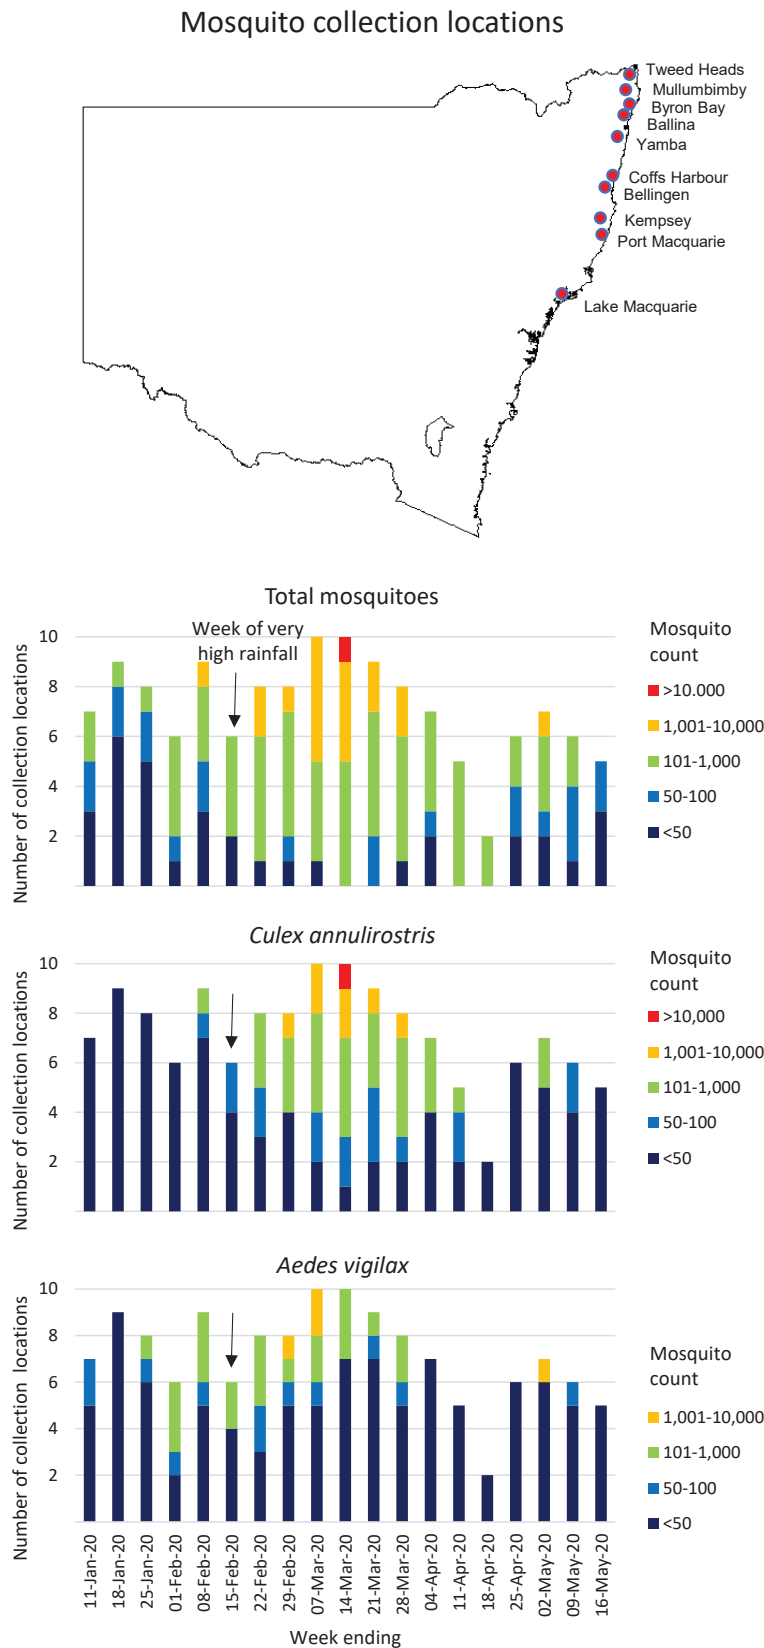 Mosquito collection locations
Tweed Heads
Mullumbimby
Byron Bay
Ballina
Yamba
Coffs Harbour
Bellingen
Kempsey
Port Macquarie
Lake Macquarie
Total mosquitoes
Number of collection locations
10
8
6
4
2
Week of very
high rainfall
Mosquito
count
>10.000
1,001-10,000
101-1,000
50-100
<50
Culex annulirostris
Number of collection locations
10
8
6
4
2
Mosquito
count
>10,000
1,001-10,000
101-1,000
50-100
<50
Aedes vigilax
Number of collection locations
10
8
6
4
2
Mosquito
count
1,001-10,000
101-1,000
50-100
<50
11-Jan-20
18-Jan-20
25-Jan-20
01-Feb-20
08-Feb-20
15-Feb-20
22-Feb-20
29-Feb-20
07-Mar-20
14-Mar-20
21-Mar-20
28-Mar-20
04-Apr-20
11-Apr-20
18-Apr-20
25-Apr-20
02-May-20
09-May-20
16-May-20
Week ending